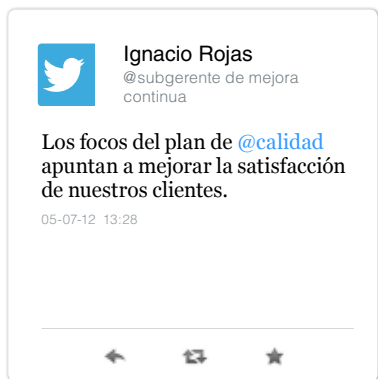 Ignacio Rojas
@subgerente de mejora
continua
Los focos del plan de @calidad
apuntan a mejorar la satisfacción
de nuestros clientes.
05-07-12 13:28